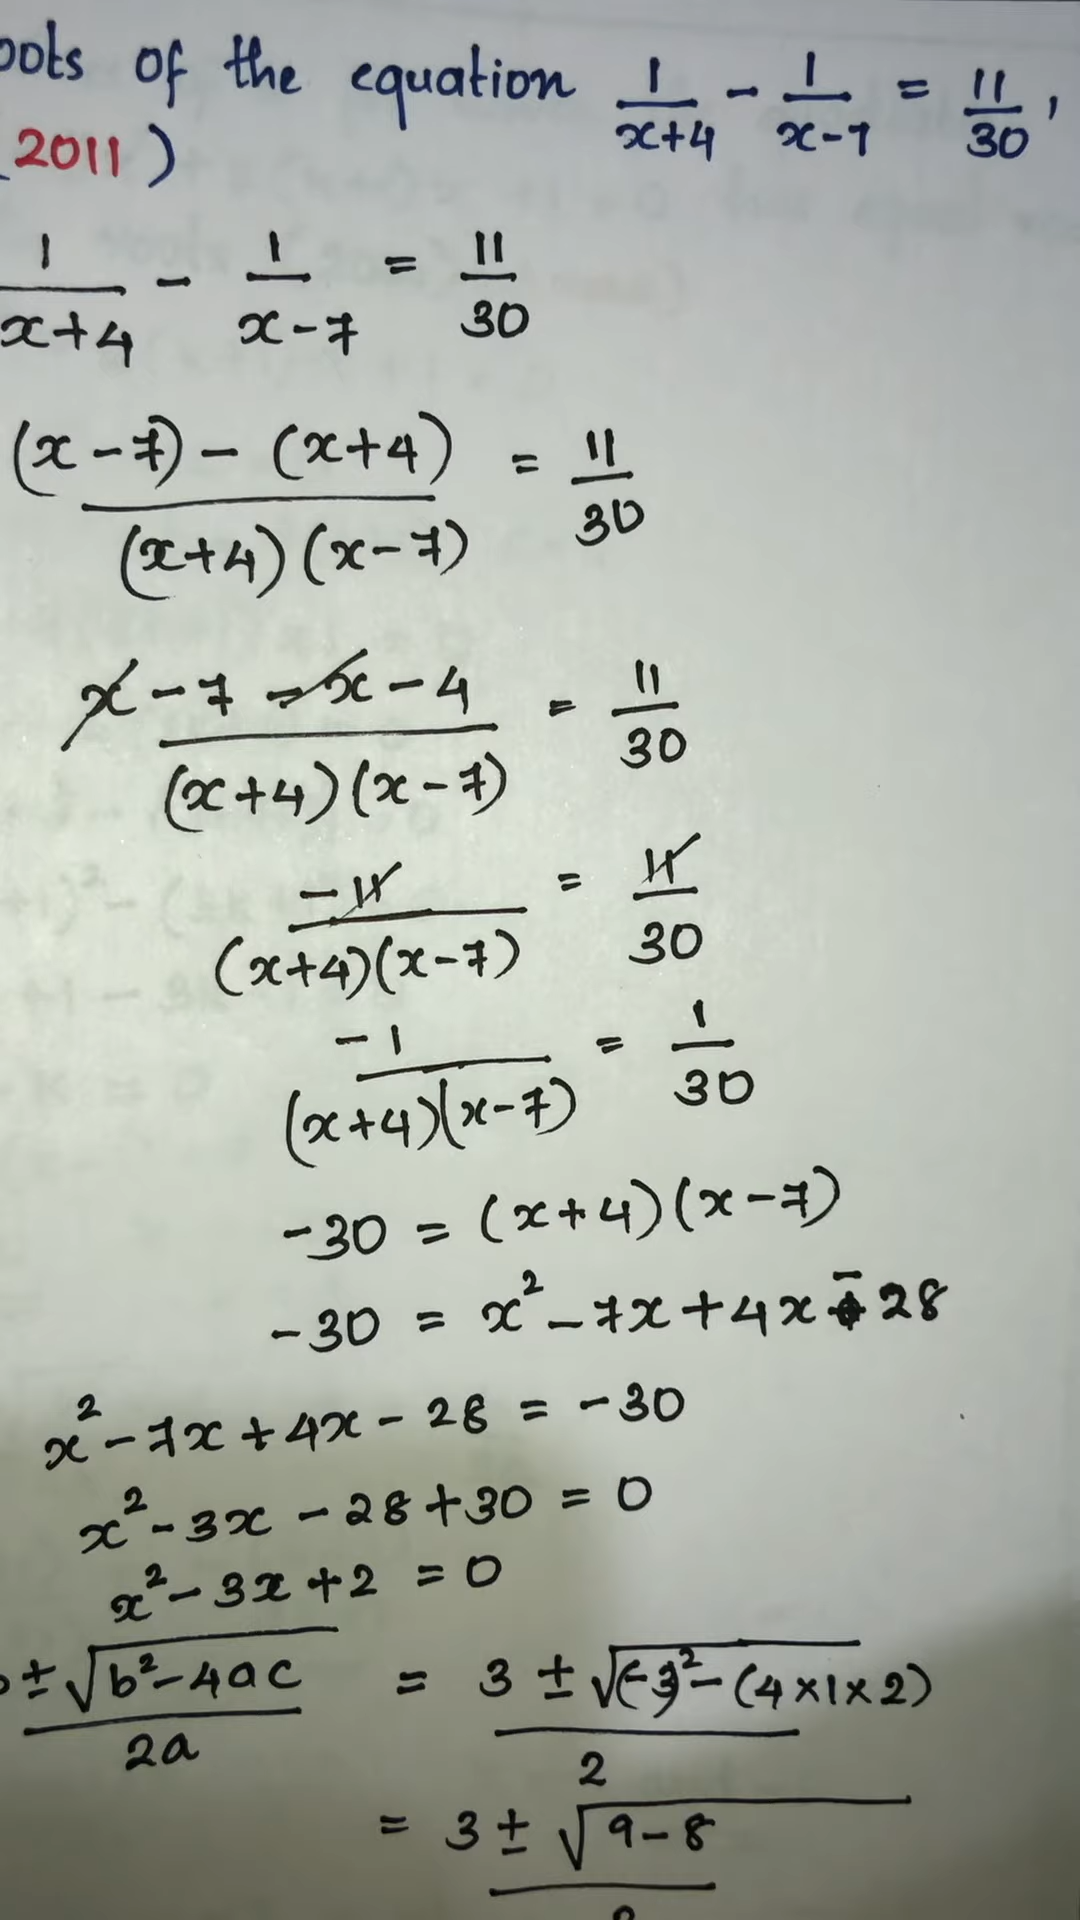 of the equation 1/(x+4) - 1/(x-7) = 11/30,
2011)
1/(x+4) - 1/(x-7) = 11/30
((x-7) - (x+4))/((x+4)(x-7)) = 11/30
(x-7-x-4)/((x+4)(x-7)) = 11/30
-11/((x+4)(x-7)) = 11/30
-1/((x+4)(x-7)) = 1/30
-30 = (x+4)(x-7)
-30 = x² - 7x + 4x - 28
x² - 7x + 4x - 28 = -30
x² - 3x - 28 + 30 = 0
x² - 3x + 2 = 0
± √(b² - 4ac) / 2a = (3 ± √((-3)² - (4×1×2)))/2
= 3 ± √(9-8)